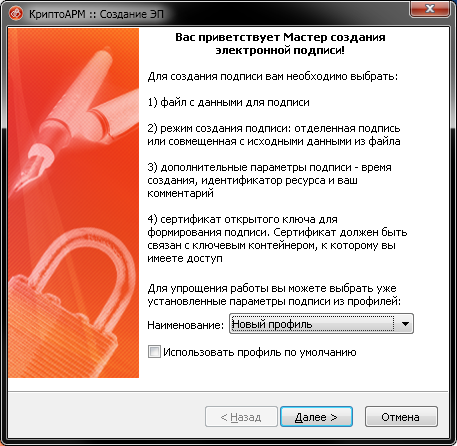 КриптоАРМ :: Создание ЭП
Вас приветствует Мастер создания
электронной подписи!
Для создания подписи вам необходимо выбрать:
1) файл с данными для подписи
2) режим создания подписи: отделенная подпись
или совмещенная с исходными данными из файла
3) дополнительные параметры подписи - время
создания, идентификатор ресурса и ваш
комментарий
4) сертификат открытого ключа для
формирования подписи. Сертификат должен быть
связан с ключевым контейнером, к которому вы
имеете доступ
Для упрощения работы вы можете выбрать уже
установленные параметры подписи из профилей:
Наименование: Новый профиль
Использовать профиль по умолчанию
< Назад Далее > Отмена